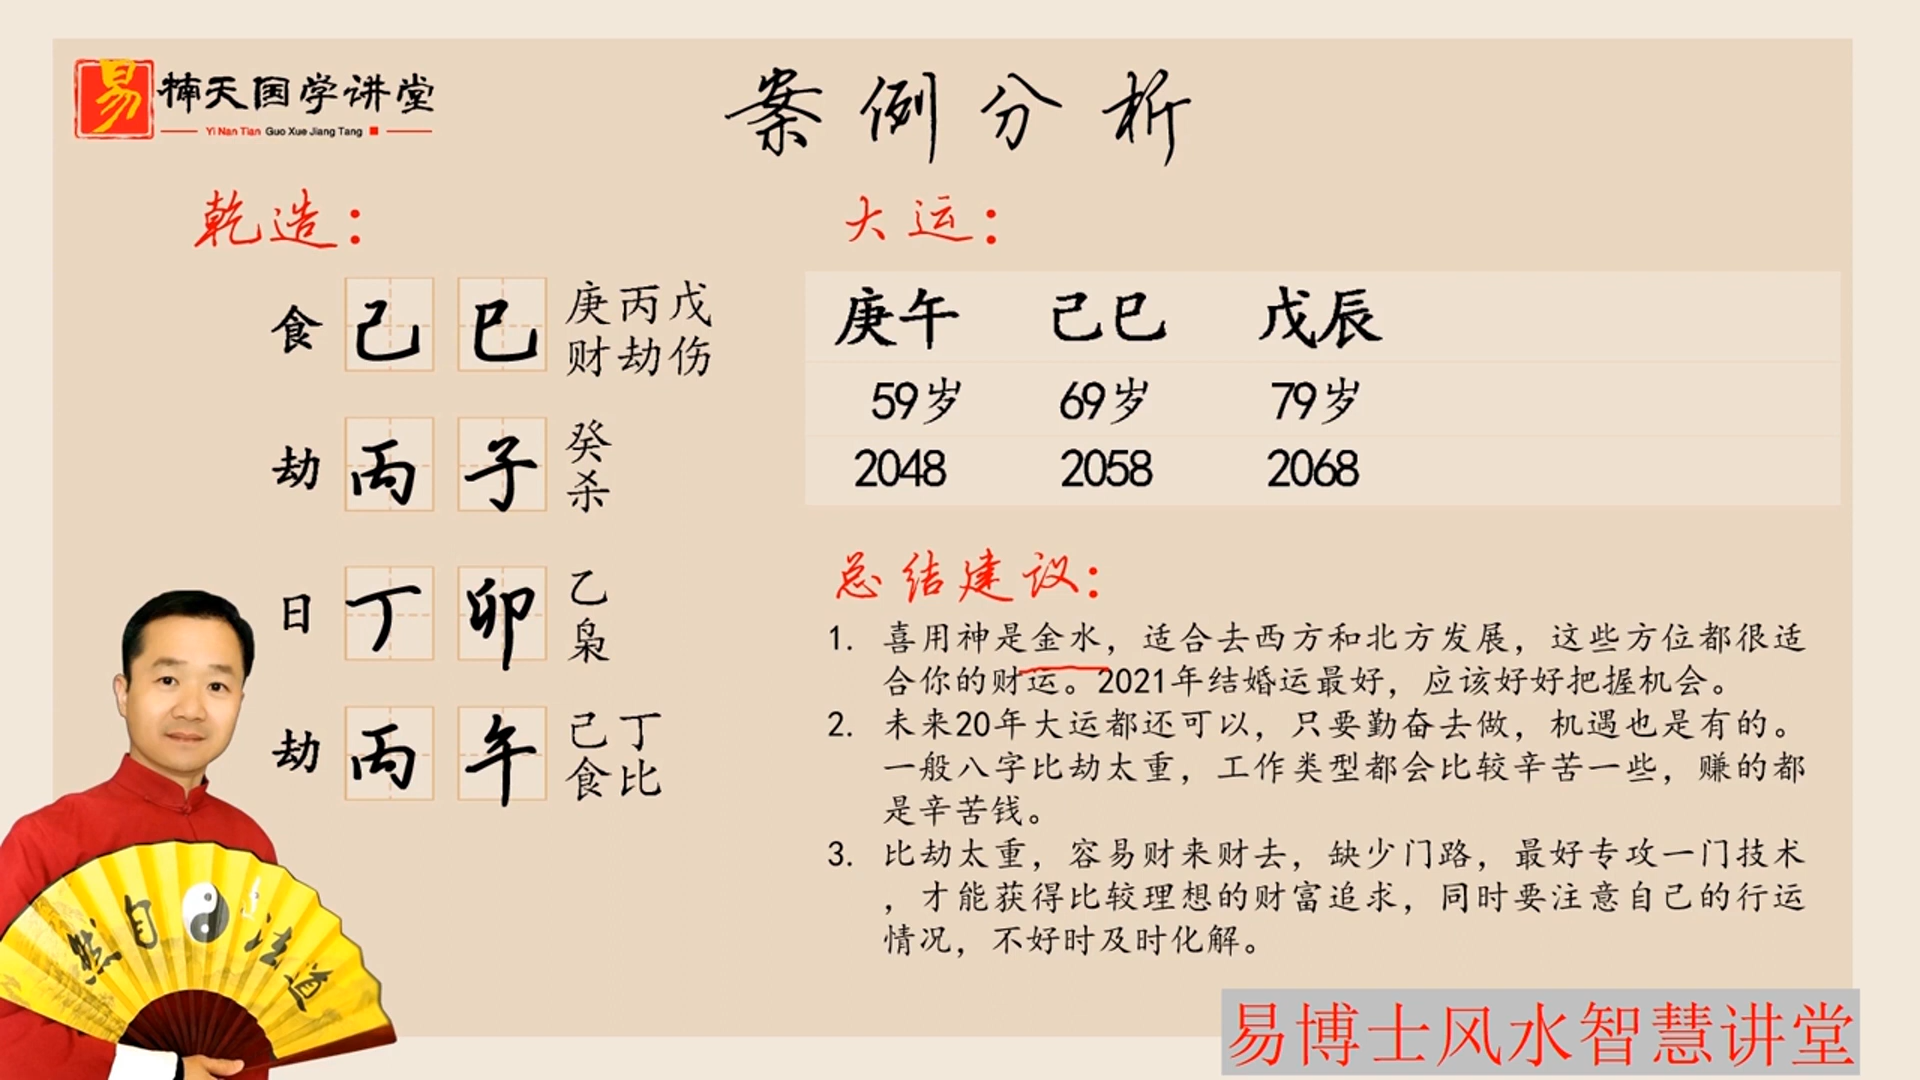 易
楠天国学讲堂
Yi Nan Tian Guo Xue Jiang Tang
案例分析
乾造：
食 己 巳 庚丙戊
财劫伤
劫 丙 子 癸
杀
日 丁 卯 乙
枭
劫 丙 午 己丁
食比
大运：
庚午 己巳 戊辰
59岁 69岁 79岁
2048 2058 2068
总结建议：
1. 喜用神是金水，适合去西方和北方发展，这些方位都很适
合你的财运。2021年结婚运最好，应该好好把握机会。
2. 未来20年大运都还可以，只要勤奋去做，机遇也是有的。
一般八字比劫太重，工作类型都会比较辛苦一些，赚的都
是辛苦钱。
3. 比劫太重，容易财来财去，缺少门路，最好专攻一门技术
，才能获得比较理想的财富追求，同时要注意自己的行运
情况，不好时及时化解。
然自法道
易博士风水智慧讲堂